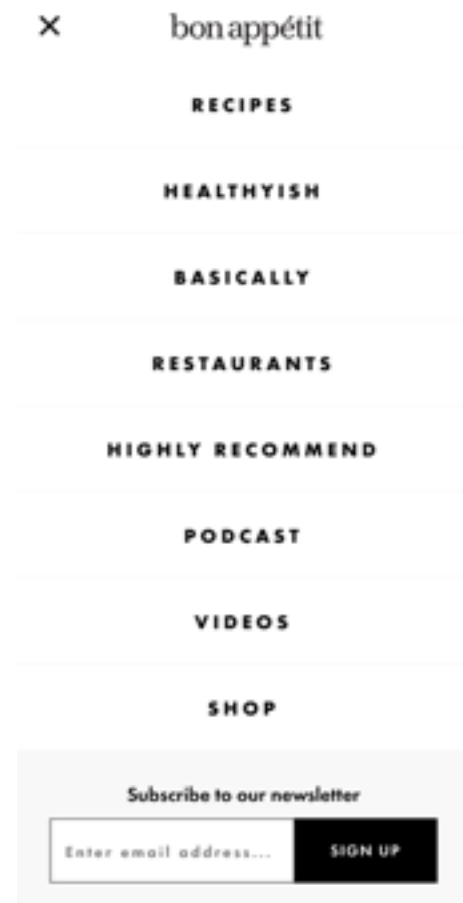 bon appétit
RECIPES
HEALTHYISH
BASICALLY
RESTAURANTS
HIGHLY RECOMMEND
PODCAST
VIDEOS
SHOP
Subscribe to our newsletter
Enter email address... SIGN UP